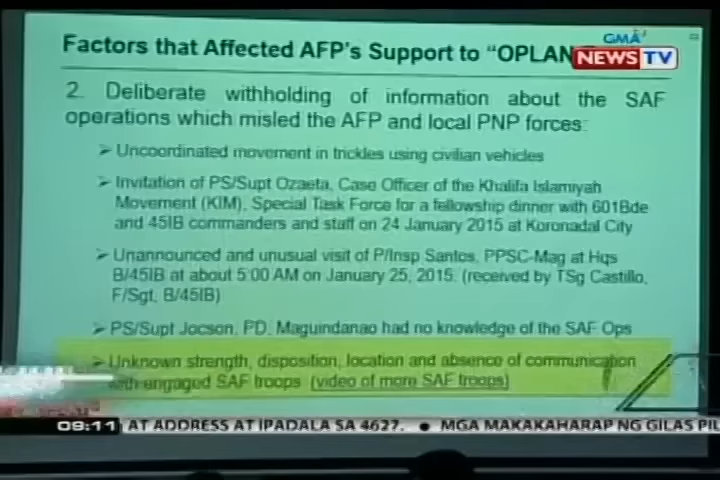 Factors that Affected AFP's Support to "OPLAN
GMA
NEWS TV
2. Deliberate withholding of information about the SAF
operations which misled the AFP and local PNP forces:
➢ Uncoordinated movement in trickles using civilian vehicles
➢ Invitation of PS/Supt Ozaeta, Case Officer of the Khalifa Islamiyah
Movement (KIM), Special Task Force for a fellowship dinner with 601Bde
and 45IB commanders and staff on 24 January 2015 at Koronadal City
➢ Unannounced and unusual visit of P/Insp Santos, PPSC-Mag at Hqs
B/45IB at about 5:00 AM on January 25, 2015. (received by TSg Castillo,
F/Sgt, B/45IB)
➢ PS/Supt Jocson, PD, Maguindanao had no knowledge of the SAF Ops
➢ Unknown strength, disposition, location and absence of communication
with engaged SAF troops (video of more SAF troops)
09:11 AT ADDRESS AT IPADALA SA 4627. ● MGA MAKAKAHARAP NG GILAS PIL